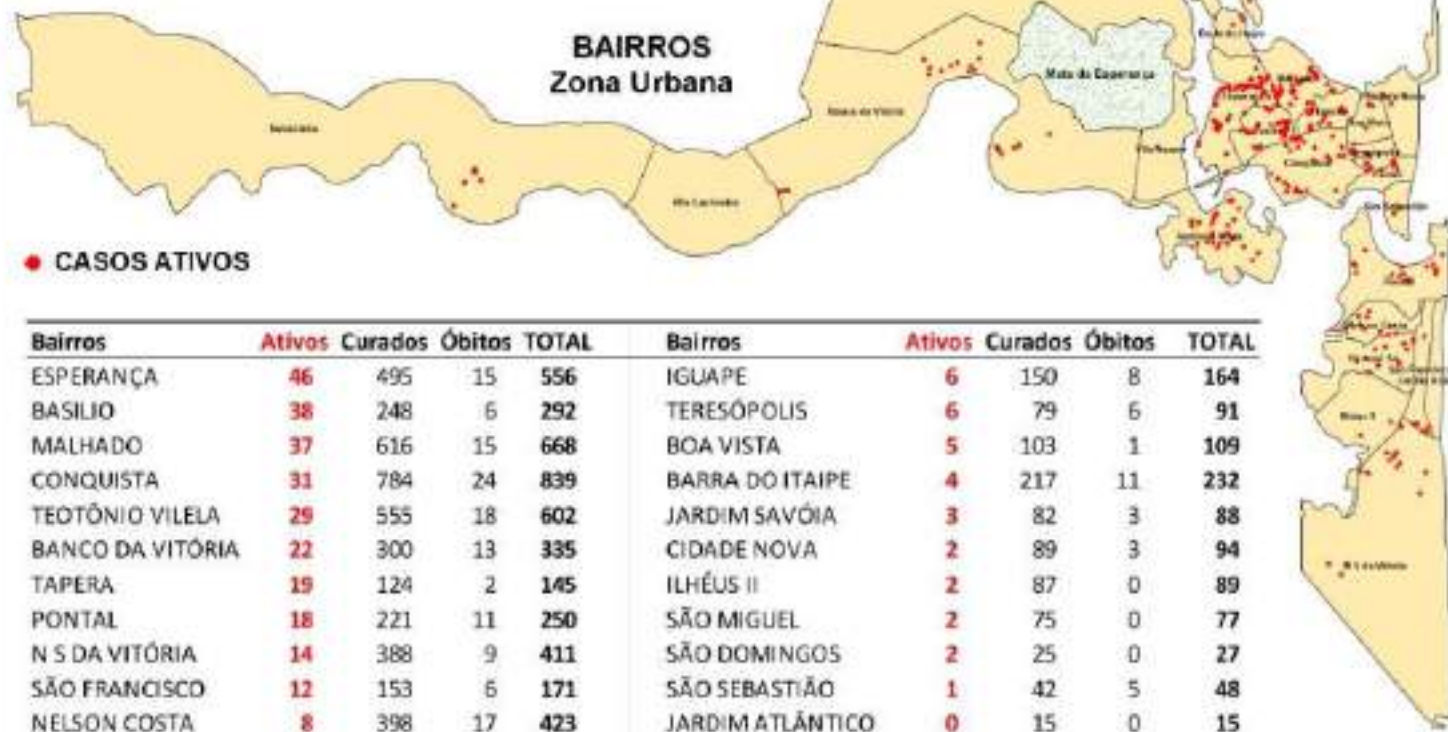 BAIRROS
Zona Urbana
Mata da Esperança
CASOS ATIVOS
Bairros Ativos Curados Óbitos TOTAL Bairros Ativos Curados Óbitos TOTAL
ESPERANÇA 46 495 15 556 IGUAPE 6 150 8 164
BASILIO 38 248 6 292 TERESÓPOLIS 6 79 6 91
MALHADO 37 616 15 668 BOA VISTA 5 103 1 109
CONQUISTA 31 784 24 839 BARRA DO ITAIPE 4 217 11 232
TEOTÔNIO VILELA 29 555 18 602 JARDIM SAVÓIA 3 82 3 88
BANCO DA VITÓRIA 22 300 13 335 CIDADE NOVA 2 89 3 94
TAPERA 19 124 2 145 ILHÉUS II 2 87 0 89
PONTAL 18 221 11 250 SÃO MIGUEL 2 75 0 77
N S DA VITÓRIA 14 388 9 411 SÃO DOMINGOS 2 25 0 27
SÃO FRANCISCO 12 153 6 171 SÃO SEBASTIÃO 1 42 5 48
NELSON COSTA 8 398 17 423 JARDIM ATLÂNTICO 0 15 0 15